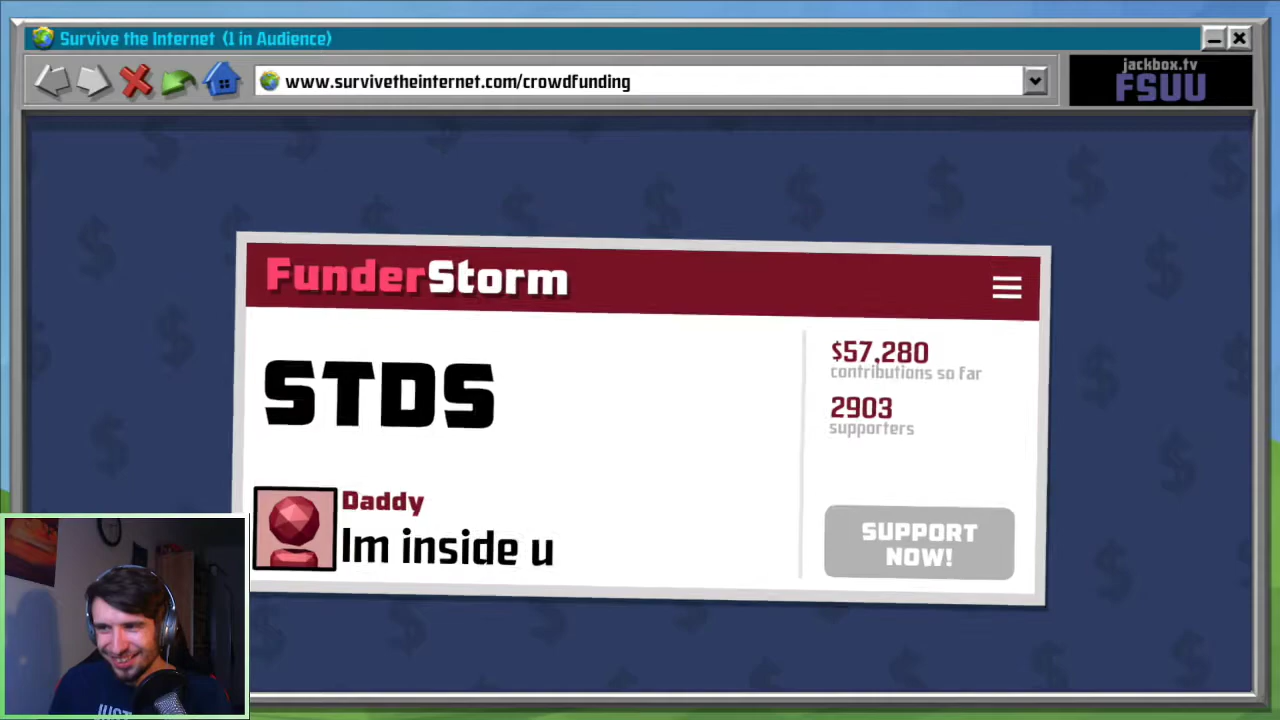 Survive the Internet (1 in Audience)
www.survivetheinternet.com/crowdfunding
jackbox.tv
FSUU
FunderStorm
STDS
$57,280
contributions so far
2903
supporters
Daddy
Im inside u
SUPPORT
NOW!
JUST